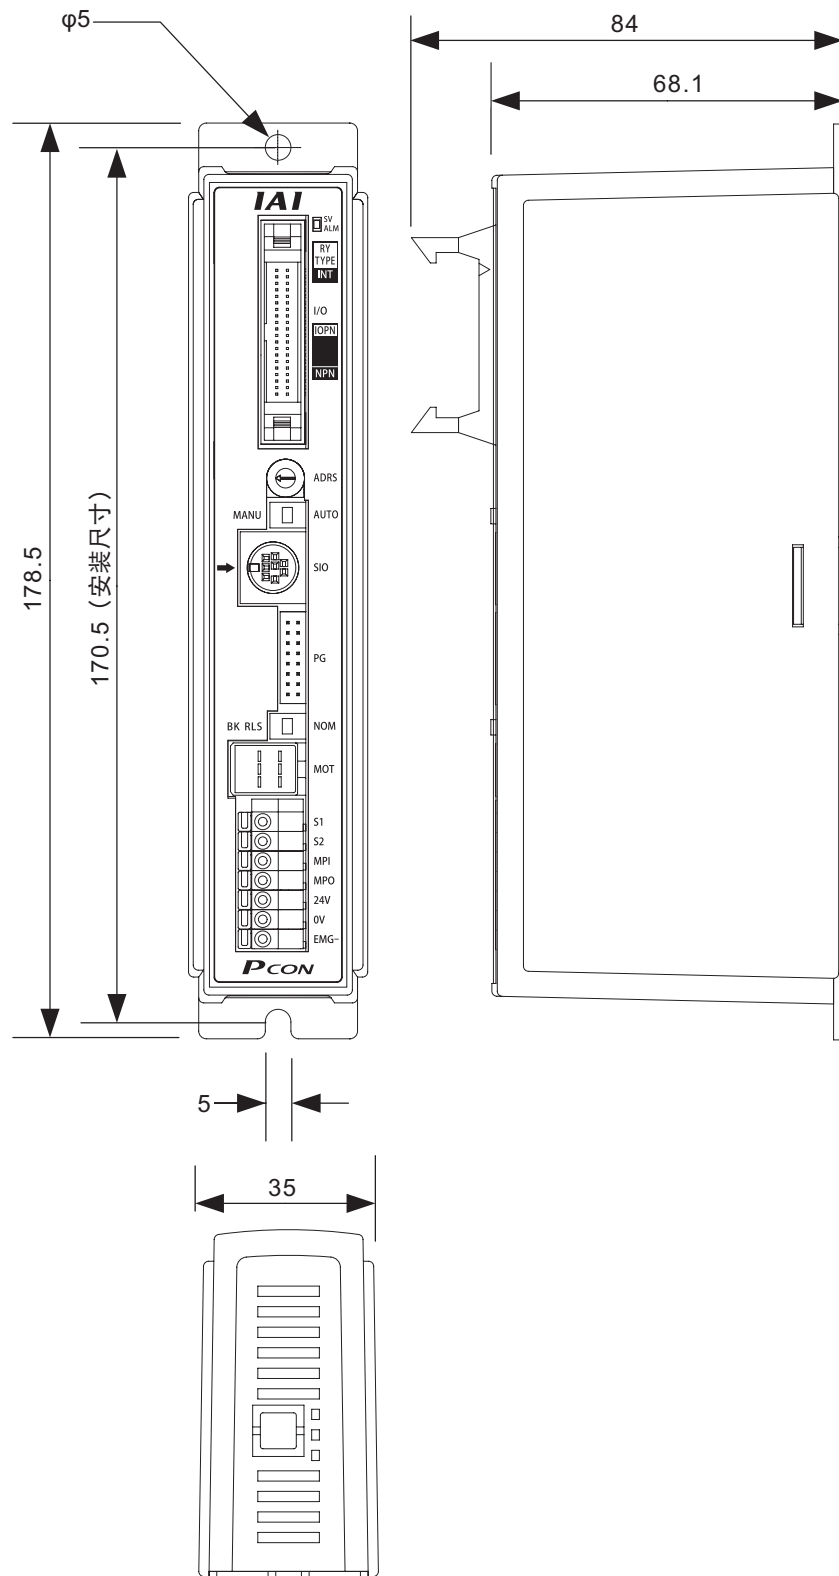 φ5
84
68.1
IAI
SV
ALM
RY
TYPE
INT
I/O
IOPN
NPN
ADRS
MANU
AUTO
SIO
178.5
170.5（安装尺寸）
PG
BK RLS
NOM
MOT
S1
S2
MPI
MPO
24V
0V
EMG-
PCON
5
35